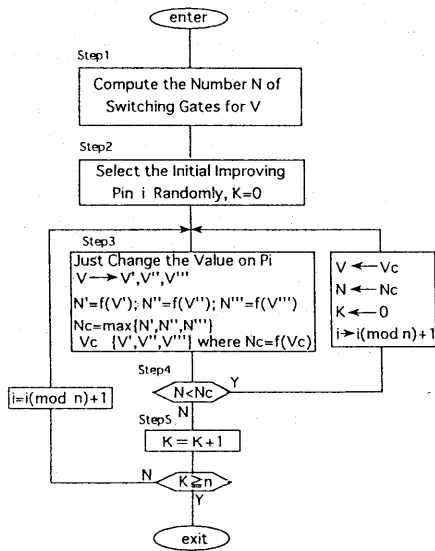 enter
Step1
Compute the Number N of
Switching Gates for V
Step2
Select the Initial Improving
Pin i Randomly, K=0
Step3
Just Change the Value on Pi
V → V',V'',V'''
N'=f(V'); N''=f(V''); N'''=f(V''')
Nc=max{N',N'',N'''}
Vc {V',V'',V'''} where Nc=f(Vc)
V ← Vc
N ← Nc
K ← 0
i→i(mod n)+1
Step4
N<Nc
Y
N
i=i(mod n)+1
Step5
K = K + 1
N
K≧n
Y
exit